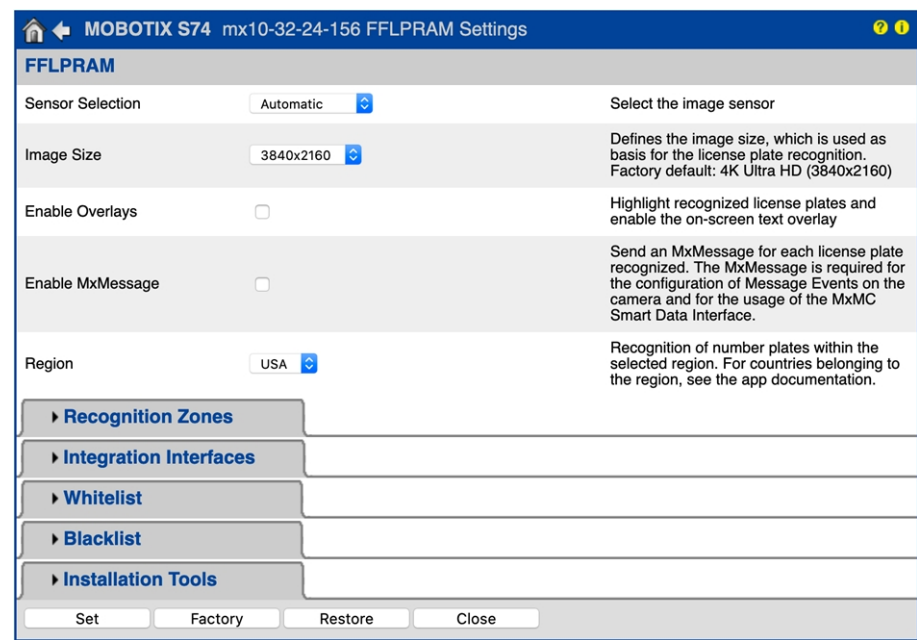 MOBOTIX S74 mx10-32-24-156 FFLPRAM Settings ? i
FFLPRAM
Sensor Selection Automatic Select the image sensor
Image Size 3840x2160 Defines the image size, which is used as
basis for the license plate recognition.
Factory default: 4K Ultra HD (3840x2160)
Enable Overlays Highlight recognized license plates and
enable the on-screen text overlay
Enable MxMessage Send an MxMessage for each license plate
recognized. The MxMessage is required for
the configuration of Message Events on the
camera and for the usage of the MxMC
Smart Data Interface.
Region USA Recognition of number plates within the
selected region. For countries belonging to
the region, see the app documentation.
Recognition Zones
Integration Interfaces
Whitelist
Blacklist
Installation Tools
Set Factory Restore Close